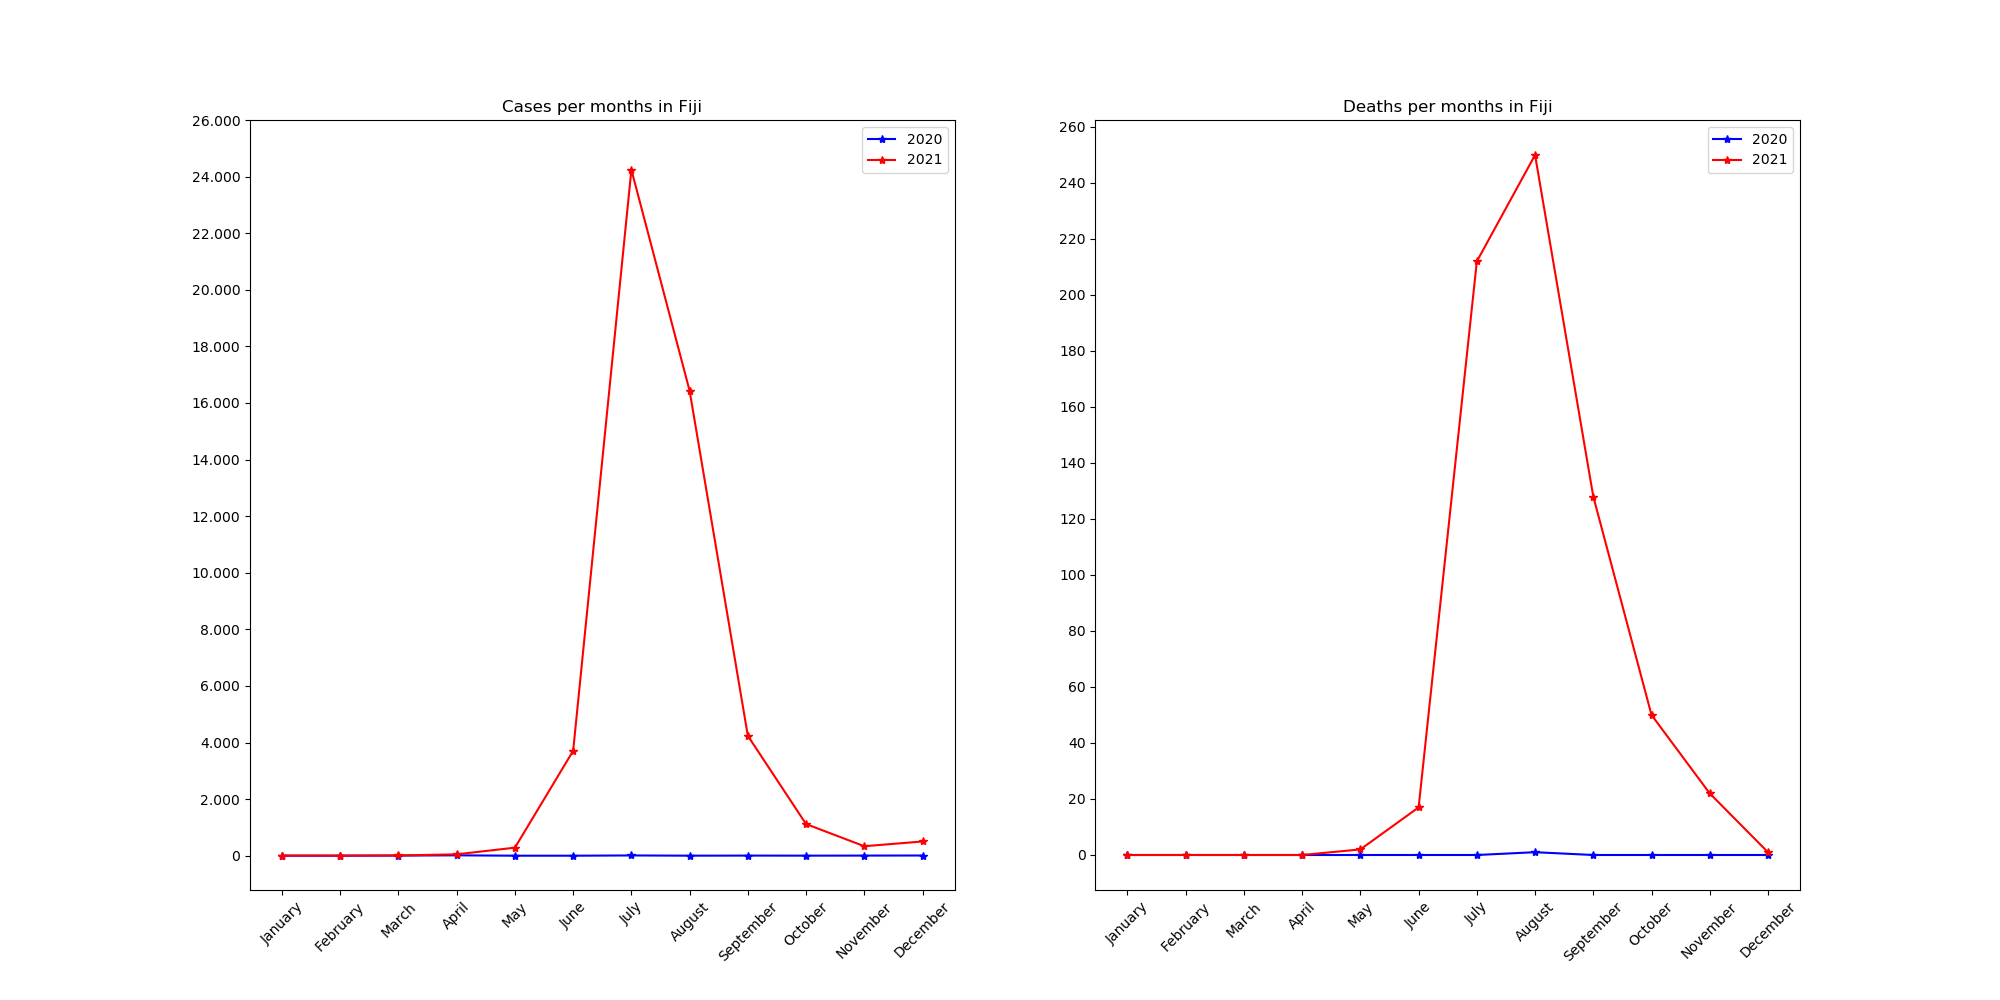 Cases per months in Fiji
26.000
24.000
22.000
20.000
18.000
16.000
14.000
12.000
10.000
8.000
6.000
4.000
2.000
0
2020
2021
January
February
March
April
May
June
July
August
September
October
November
December
Deaths per months in Fiji
260
240
220
200
180
160
140
120
100
80
60
40
20
0
2020
2021
January
February
March
April
May
June
July
August
September
October
November
December